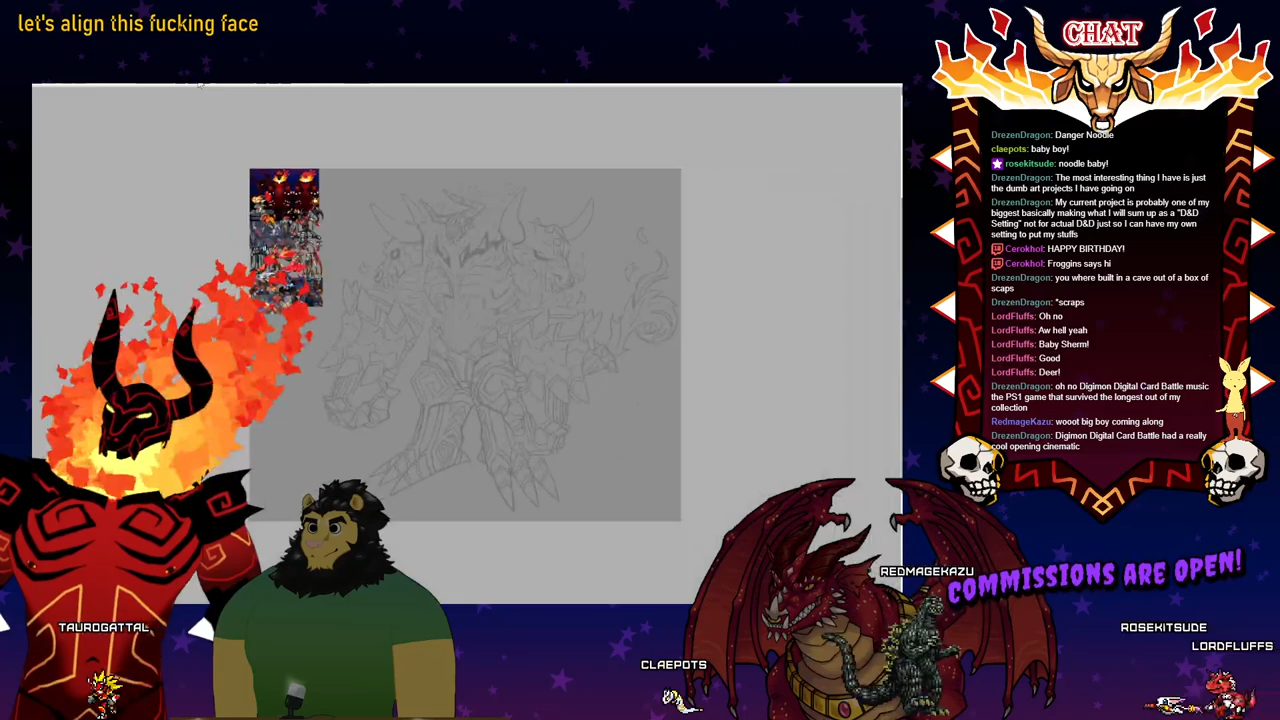 let's align this fucking face
CHAT
DrezenDragon: Danger Noodle
claepots: baby boy!
rosekitsude: noodle baby!
DrezenDragon: The most interesting thing I have is just
the dumb art projects I have going on
DrezenDragon: My current project is probably one of my
biggest basically making what I will sum up as a "D&D
Setting" not for actual D&D just so I can have my own
setting to put my stuffs
Cerokhol: HAPPY BIRTHDAY!
Cerokhol: Froggins says hi
DrezenDragon: you where built in a cave out of a box of
scaps
DrezenDragon: *scraps
LordFluffs: Oh no
LordFluffs: Aw hell yeah
LordFluffs: Baby Sherm!
LordFluffs: Good
LordFluffs: Deer!
DrezenDragon: oh no Digimon Digital Card Battle music
the PS1 game that survived the longest out of my
collection
RedmageKazu: wooot big boy coming along
DrezenDragon: Digimon Digital Card Battle had a really
cool opening cinematic
REDMAGEKAZU
COMMISSIONS ARE OPEN!
TAUROGATTAL
ROSEKITSUDE
LORDFLUFFS
CLAEPOTS